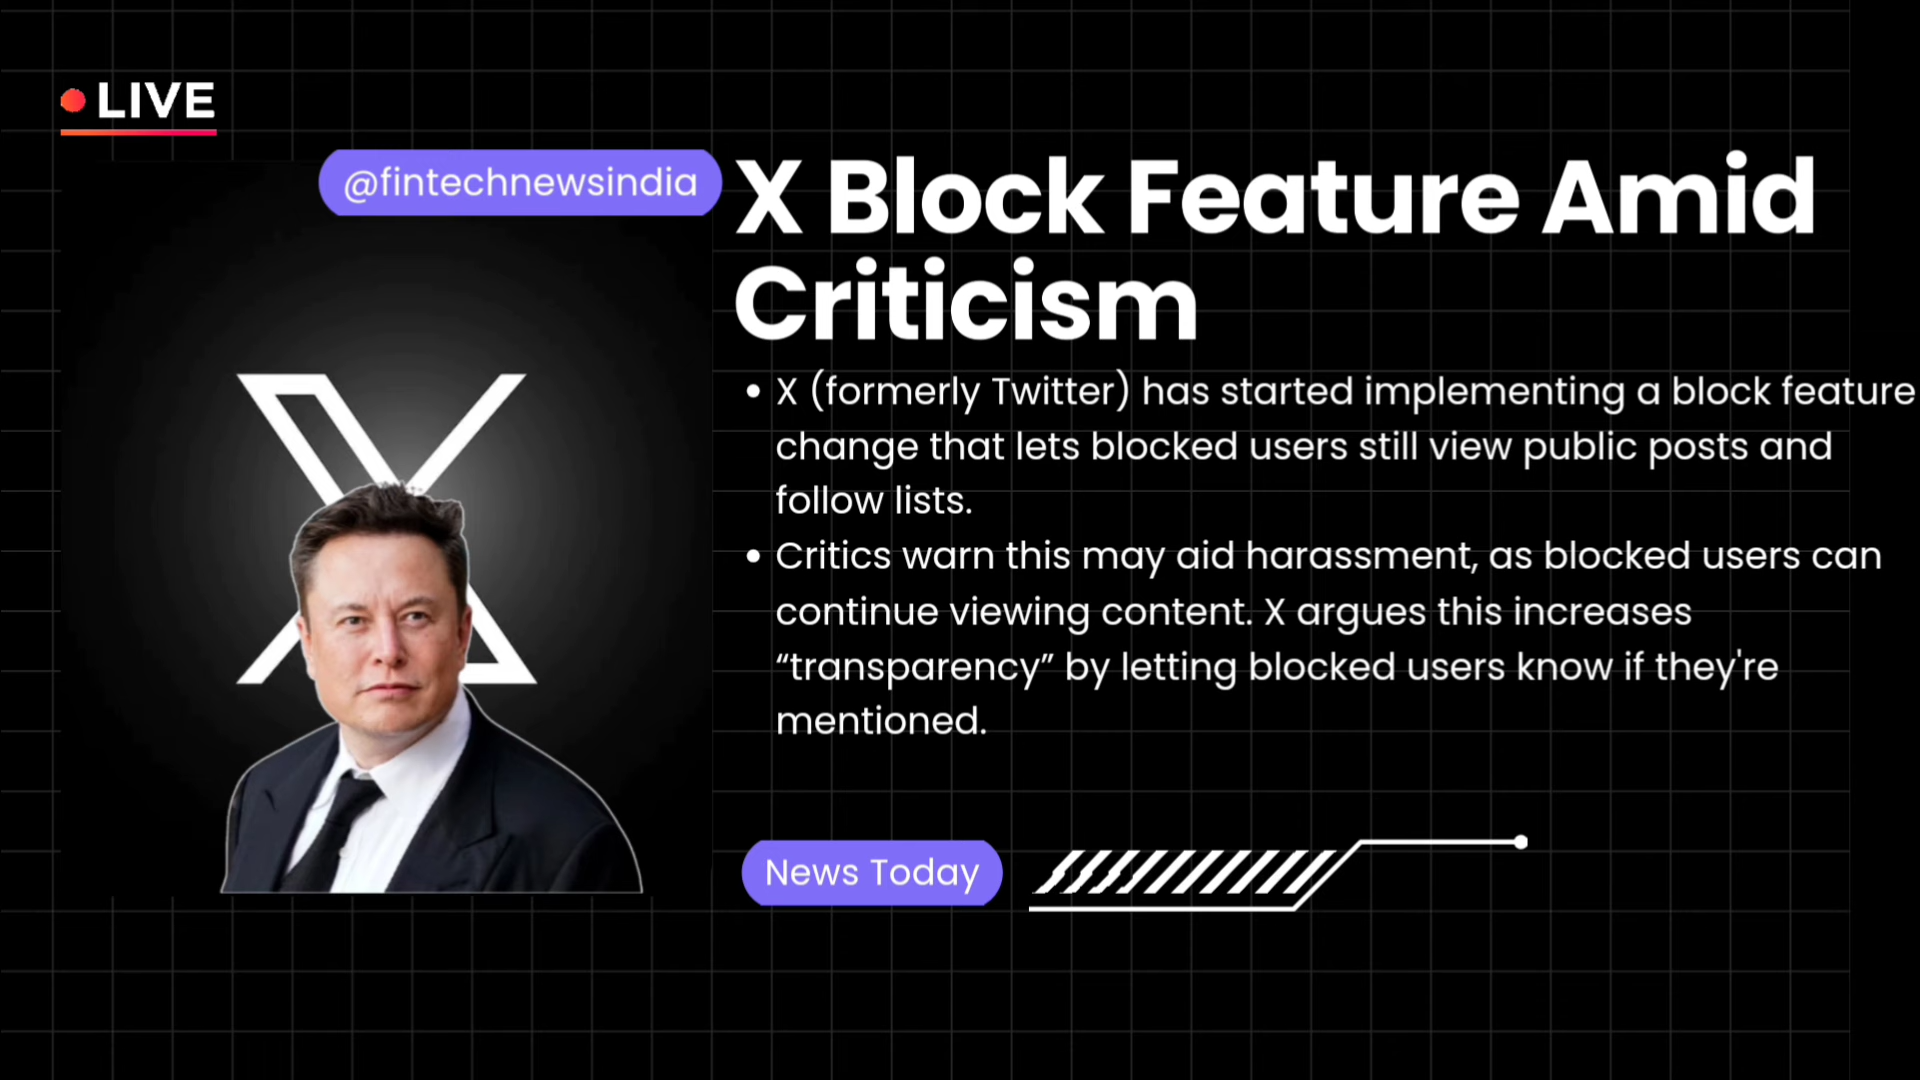 LIVE
@fintechnewsindia
X Block Feature Amid
Criticism
• X (formerly Twitter) has started implementing a block feature
change that lets blocked users still view public posts and
follow lists.
• Critics warn this may aid harassment, as blocked users can
continue viewing content. X argues this increases
“transparency” by letting blocked users know if they're
mentioned.
News Today